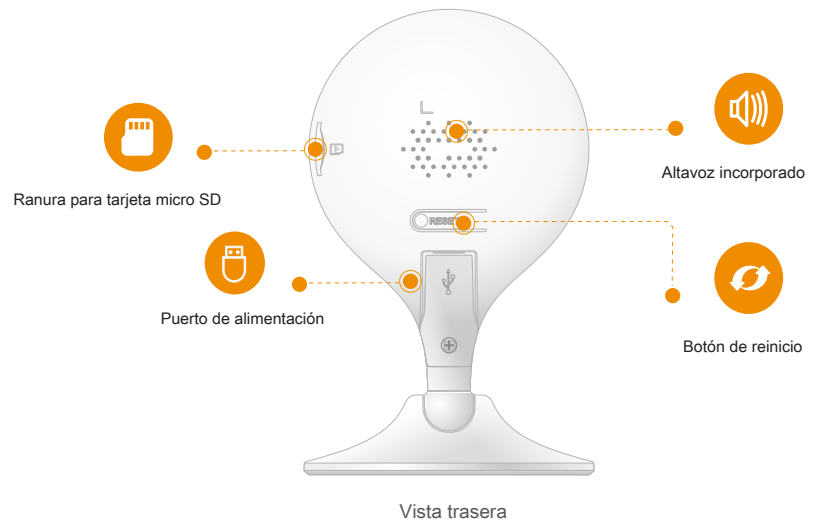 Altavoz incorporado
Ranura para tarjeta micro SD
RESET
Puerto de alimentación
Botón de reinicio
Vista trasera